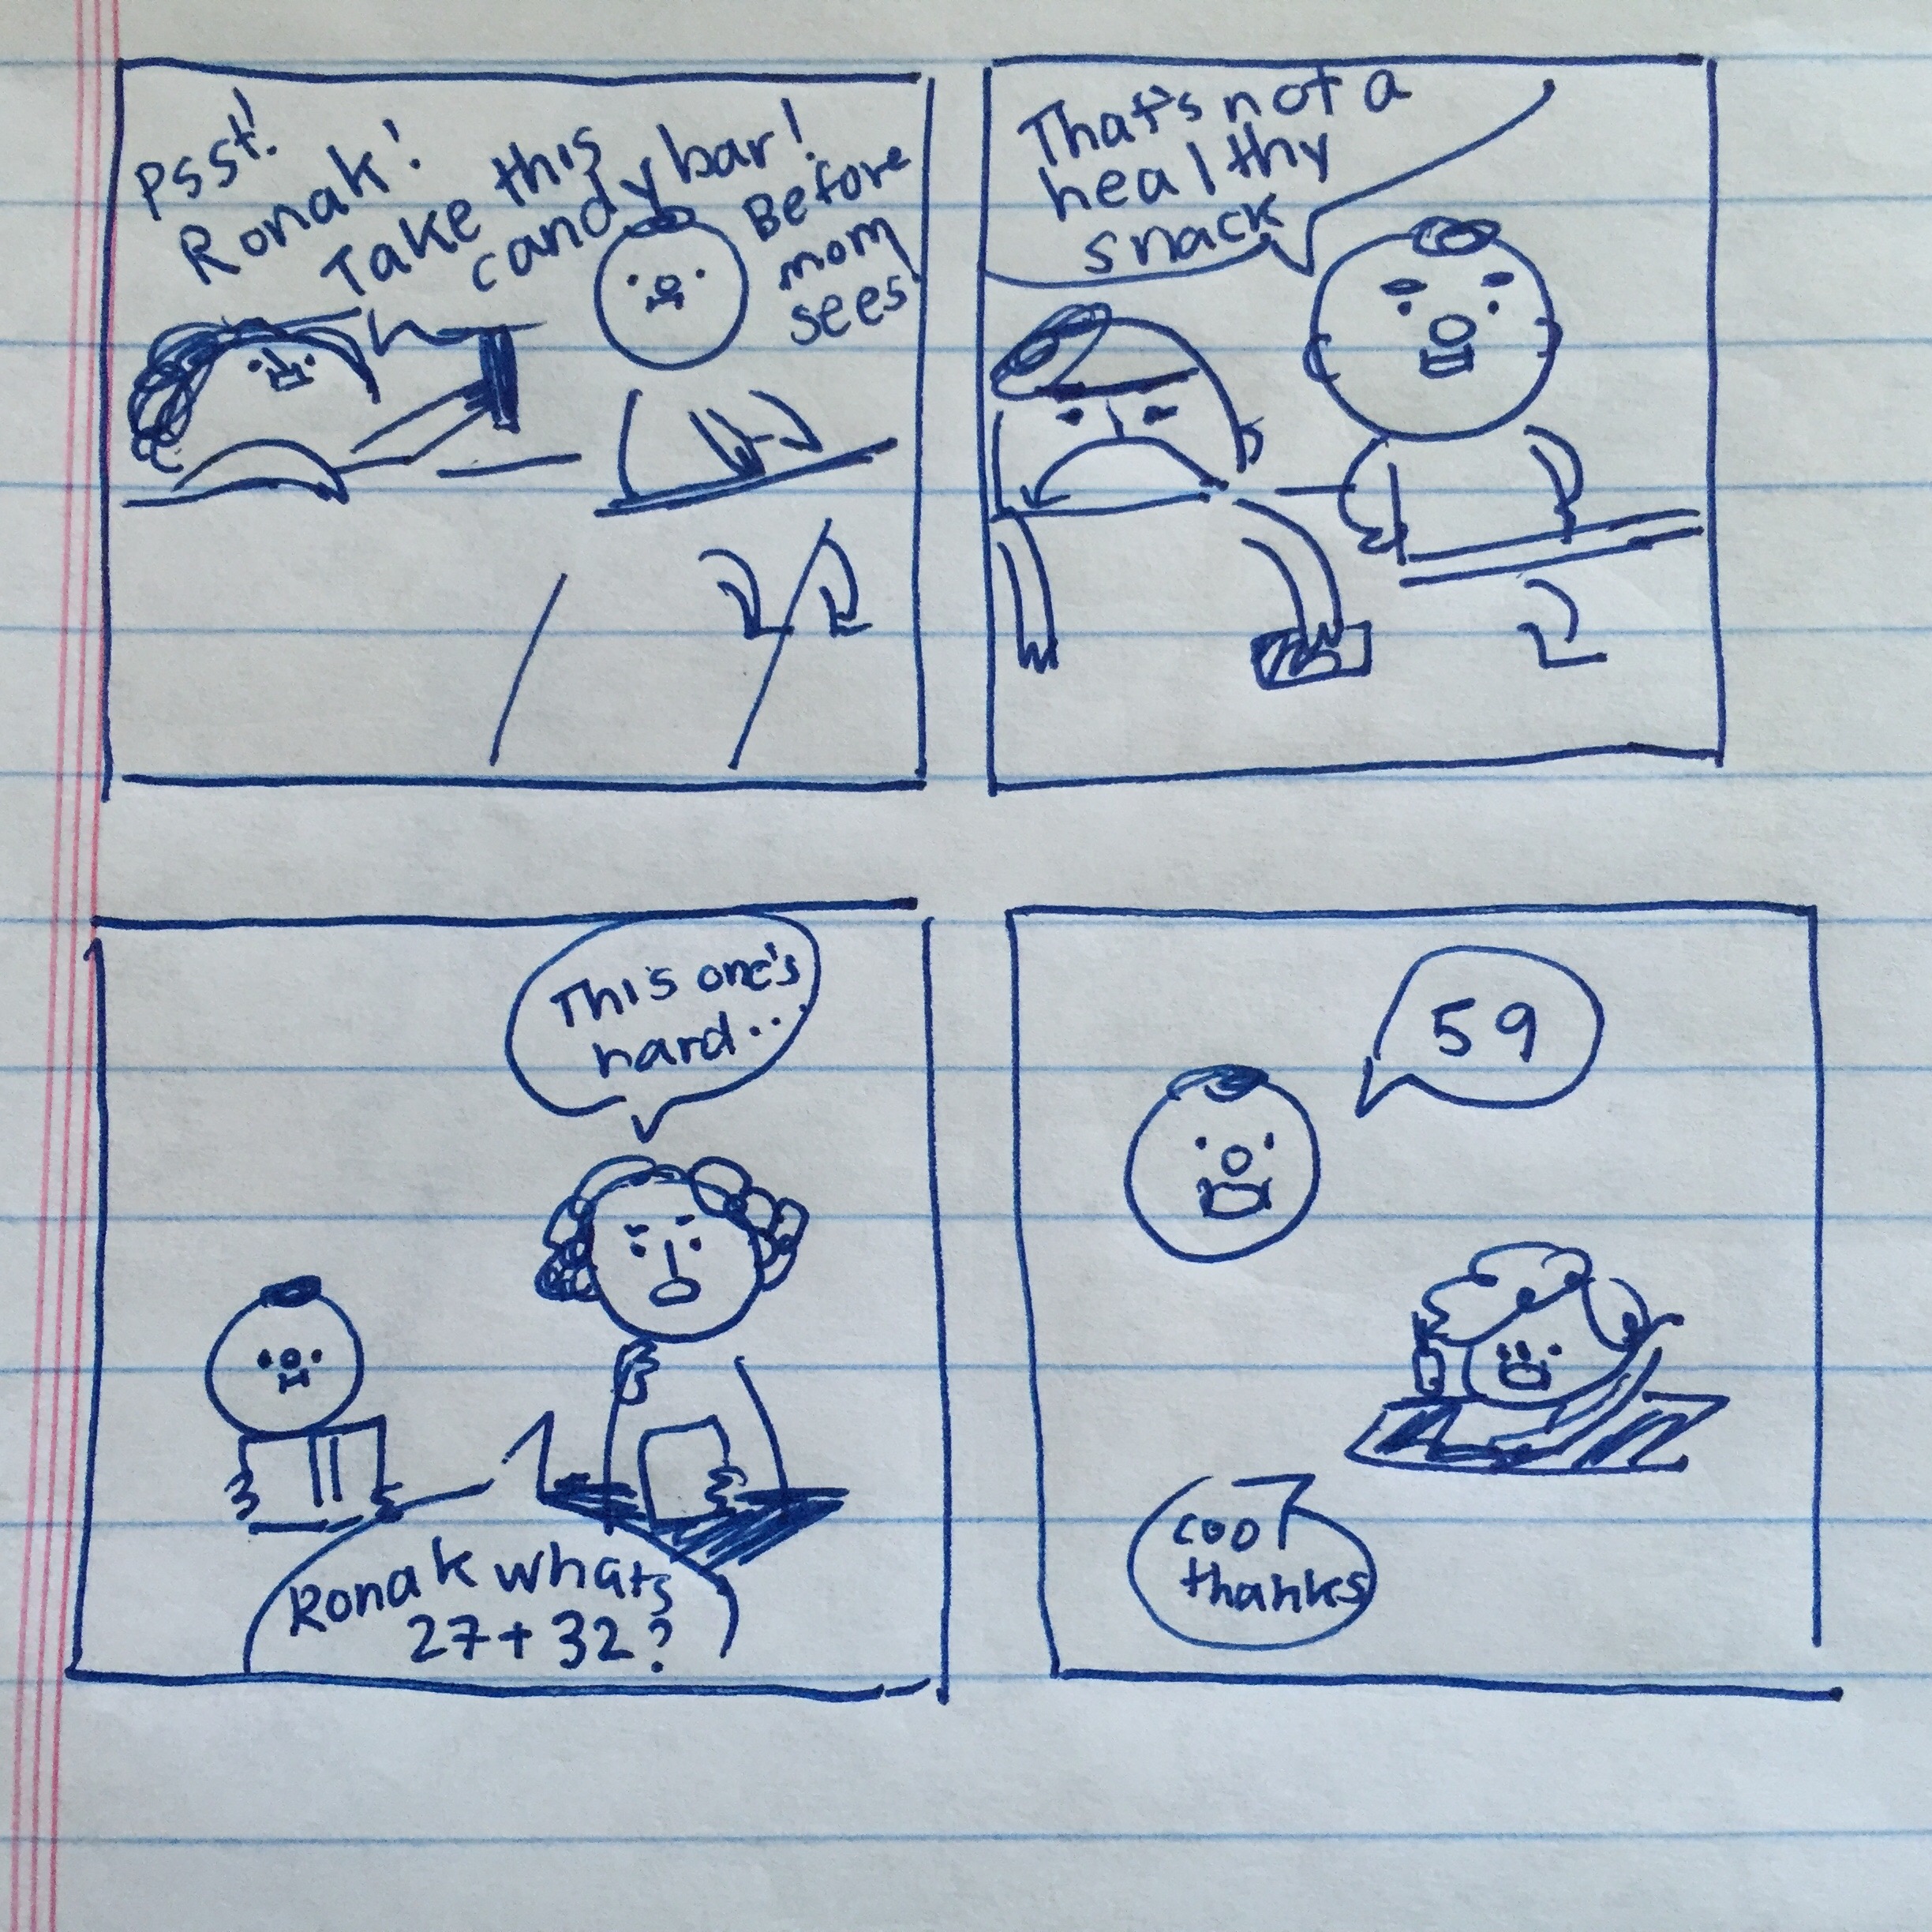 Psst!
Ronak!
Take this
candy bar!
Before
mom
sees
That's not a
healthy
snack
This one's
hard..
Ronak whats
27+32?
59
cool
thanks